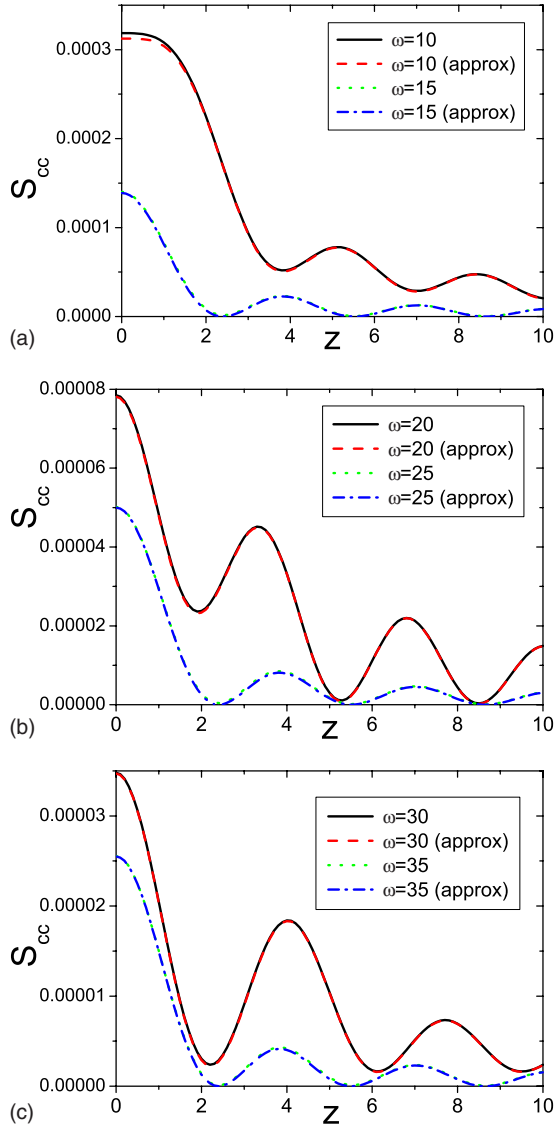 0.0003
0.0002
0.0001
0.0000
S_cc
0 2 4 6 8 10
z
ω=10
ω=10 (approx)
ω=15
ω=15 (approx)
(a)
0.00008
0.00006
0.00004
0.00002
0.00000
S_cc
0 2 4 6 8 10
z
ω=20
ω=20 (approx)
ω=25
ω=25 (approx)
(b)
0.00003
0.00002
0.00001
0.00000
S_cc
0 2 4 6 8 10
z
ω=30
ω=30 (approx)
ω=35
ω=35 (approx)
(c)